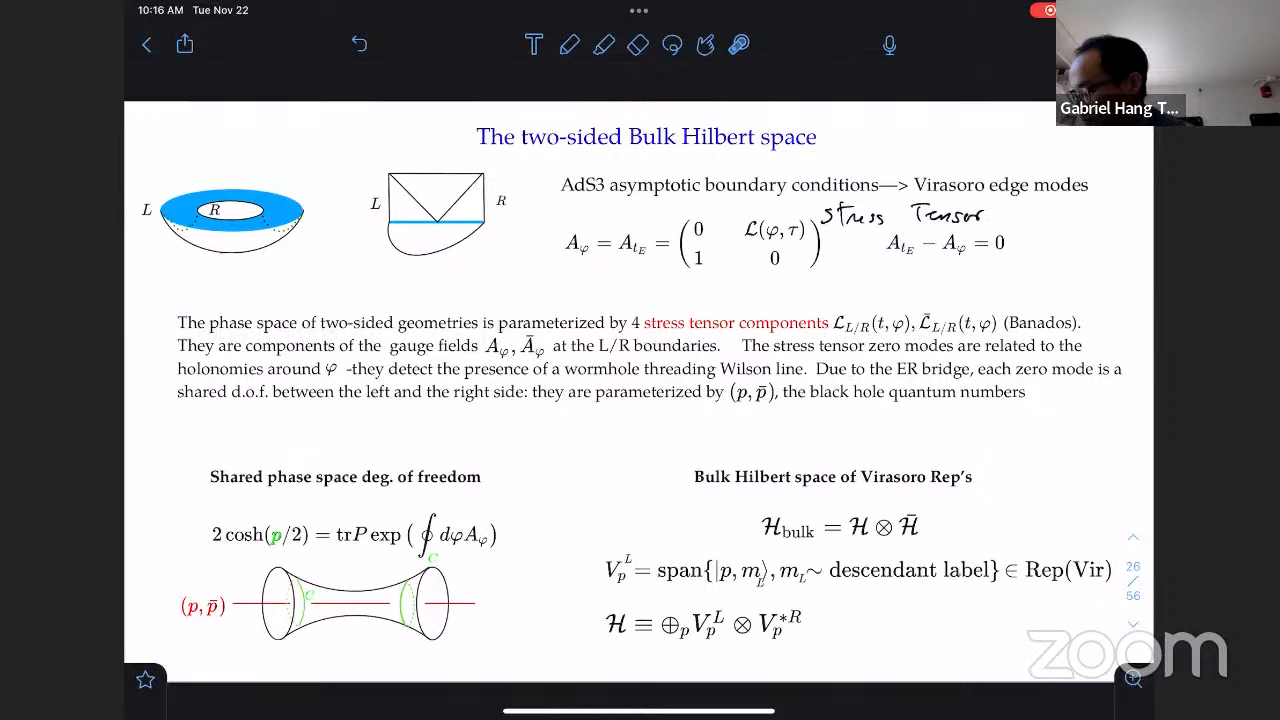 10:16 AM Tue Nov 22
Gabriel Hang T...
The two-sided Bulk Hilbert space
L R
L R
AdS3 asymptotic boundary conditions—> Virasoro edge modes
stress Tensor
A_φ = A_{t_E} = ( 0 𝓛(φ,τ) ; 1 0 ) A_{t_E} − A_φ = 0
The phase space of two-sided geometries is parameterized by 4 stress tensor components 𝓛_{L/R}(t,φ), 𝓛̄_{L/R}(t,φ) (Banados).
They are components of the gauge fields A_φ, Ā_φ at the L/R boundaries. The stress tensor zero modes are related to the
holonomies around φ -they detect the presence of a wormhole threading Wilson line. Due to the ER bridge, each zero mode is a
shared d.o.f. between the left and the right side: they are parameterized by (p, p̄), the black hole quantum numbers
Shared phase space deg. of freedom
2 cosh(p/2) = trP exp ( ∮ dφA_φ )
C
C
(p, p̄)
Bulk Hilbert space of Virasoro Rep's
𝓗_bulk = 𝓗 ⊗ 𝓗̄
V_p^L = span{|p, m_L⟩, m_L ~ descendant label} ∈ Rep(Vir)
𝓗 ≡ ⊕_p V_p^L ⊗ V_p^{*R}
26
/
56
zoom